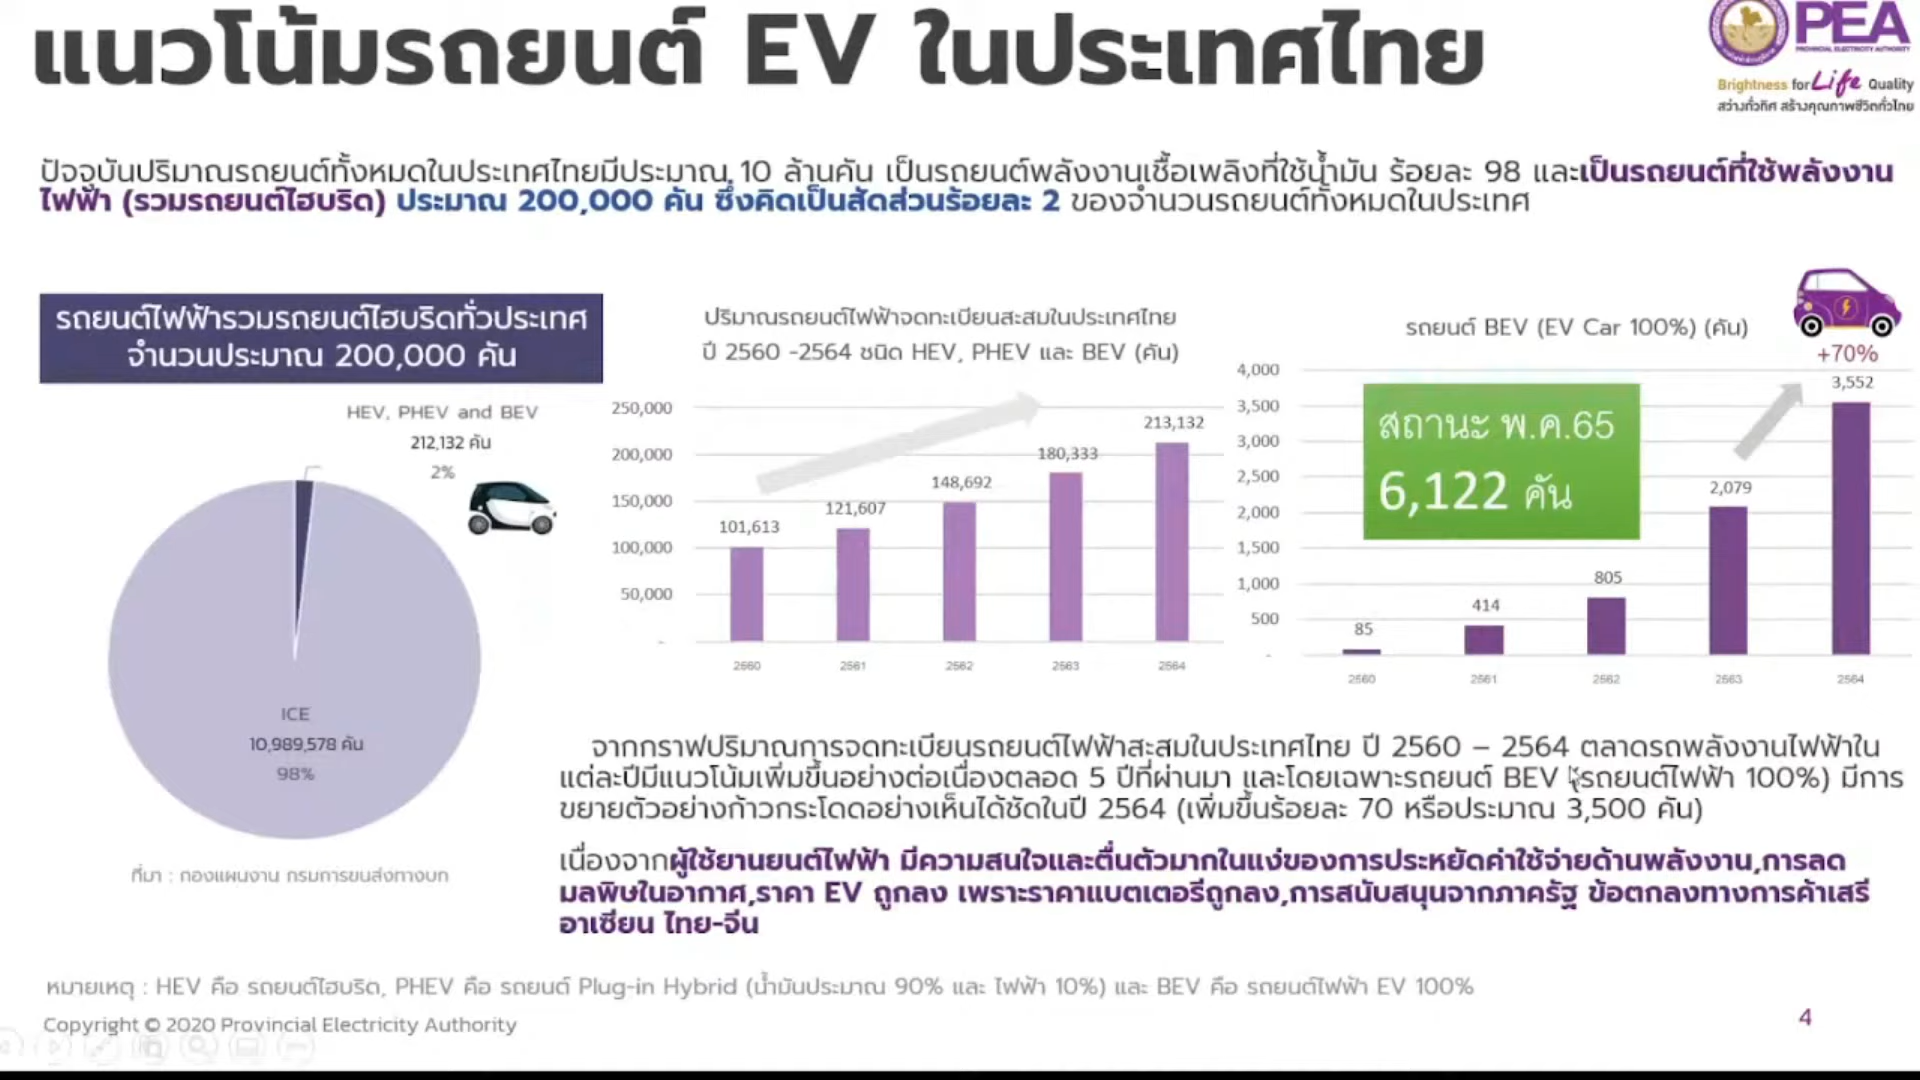 แนวโน้มรถยนต์ EV ในประเทศไทย
PEA
PROVINCIAL ELECTRICITY AUTHORITY
Brightness for Life Quality
สว่างทั่วทิศ สร้างคุณภาพชีวิตทั่วไทย
ปัจจุบันปริมาณรถยนต์ทั้งหมดในประเทศไทยมีประมาณ 10 ล้านคัน เป็นรถยนต์พลังงานเชื้อเพลิงที่ใช้น้ำมัน ร้อยละ 98 และเป็นรถยนต์ที่ใช้พลังงาน
ไฟฟ้า (รวมรถยนต์ไฮบริด) ประมาณ 200,000 คัน ซึ่งคิดเป็นสัดส่วนร้อยละ 2 ของจำนวนรถยนต์ทั้งหมดในประเทศ
รถยนต์ไฟฟ้ารวมรถยนต์ไฮบริดทั่วประเทศ
จำนวนประมาณ 200,000 คัน
HEV, PHEV and BEV
212,132 คัน
2%
ICE
10,989,578 คัน
98%
ที่มา : กองแผนงาน กรมการขนส่งทางบก
ปริมาณรถยนต์ไฟฟ้าจดทะเบียนสะสมในประเทศไทย
ปี 2560 -2564 ชนิด HEV, PHEV และ BEV (คัน)
250,000
200,000
150,000
100,000
50,000
-
101,613
121,607
148,692
180,333
213,132
2560
2561
2562
2563
2564
รถยนต์ BEV (EV Car 100%) (คัน)
+70%
4,000
3,500
3,000
2,500
2,000
1,500
1,000
500
-
สถานะ พ.ค.65
6,122 คัน
85
414
805
2,079
3,552
2560
2561
2562
2563
2564
จากกราฟปริมาณการจดทะเบียนรถยนต์ไฟฟ้าสะสมในประเทศไทย ปี 2560 – 2564 ตลาดรถพลังงานไฟฟ้าใน
แต่ละปีมีแนวโน้มเพิ่มขึ้นอย่างต่อเนื่องตลอด 5 ปีที่ผ่านมา และโดยเฉพาะรถยนต์ BEV (รถยนต์ไฟฟ้า 100%) มีการ
ขยายตัวอย่างก้าวกระโดดอย่างเห็นได้ชัดในปี 2564 (เพิ่มขึ้นร้อยละ 70 หรือประมาณ 3,500 คัน)
เนื่องจากผู้ใช้ยานยนต์ไฟฟ้า มีความสนใจและตื่นตัวมากในแง่ของการประหยัดค่าใช้จ่ายด้านพลังงาน,การลด
มลพิษในอากาศ,ราคา EV ถูกลง เพราะราคาแบตเตอรี่ถูกลง,การสนับสนุนจากภาครัฐ ข้อตกลงทางการค้าเสรี
อาเซียน ไทย-จีน
หมายเหตุ : HEV คือ รถยนต์ไฮบริด, PHEV คือ รถยนต์ Plug-in Hybrid (น้ำมันประมาณ 90% และ ไฟฟ้า 10%) และ BEV คือ รถยนต์ไฟฟ้า EV 100%
Copyright © 2020 Provincial Electricity Authority
4